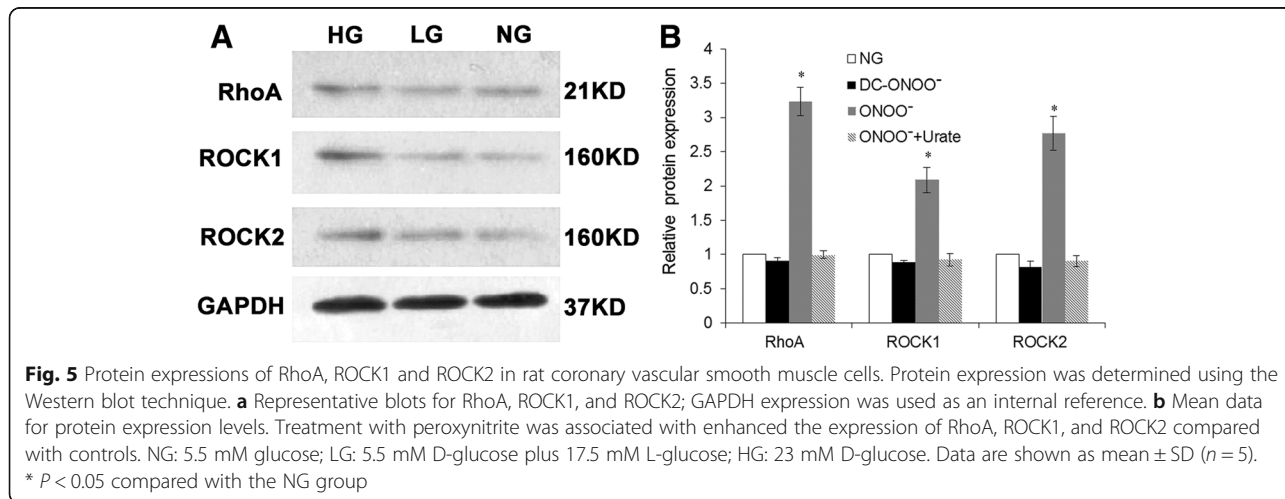 A
HG LG NG
RhoA 21KD
ROCK1 160KD
ROCK2 160KD
GAPDH 37KD
B
Relative protein expression
4
3.5
3
2.5
2
1.5
1
0.5
0
NG
DC-ONOO⁻
ONOO⁻
ONOO⁻+Urate
* * *
RhoA ROCK1 ROCK2
Fig. 5 Protein expressions of RhoA, ROCK1 and ROCK2 in rat coronary vascular smooth muscle cells. Protein expression was determined using the
Western blot technique. a Representative blots for RhoA, ROCK1, and ROCK2; GAPDH expression was used as an internal reference. b Mean data
for protein expression levels. Treatment with peroxynitrite was associated with enhanced the expression of RhoA, ROCK1, and ROCK2 compared
with controls. NG: 5.5 mM glucose; LG: 5.5 mM D-glucose plus 17.5 mM L-glucose; HG: 23 mM D-glucose. Data are shown as mean ± SD (n = 5).
* P < 0.05 compared with the NG group